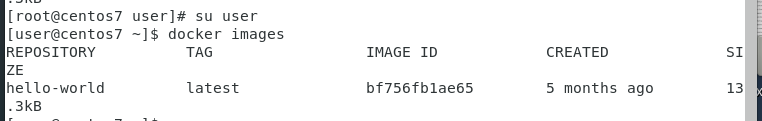 .3kB
[root@centos7 user]# su user
[user@centos7 ~]$ docker images
REPOSITORY TAG IMAGE ID CREATED SI
ZE
hello-world latest bf756fb1ae65 5 months ago 13
.3kB